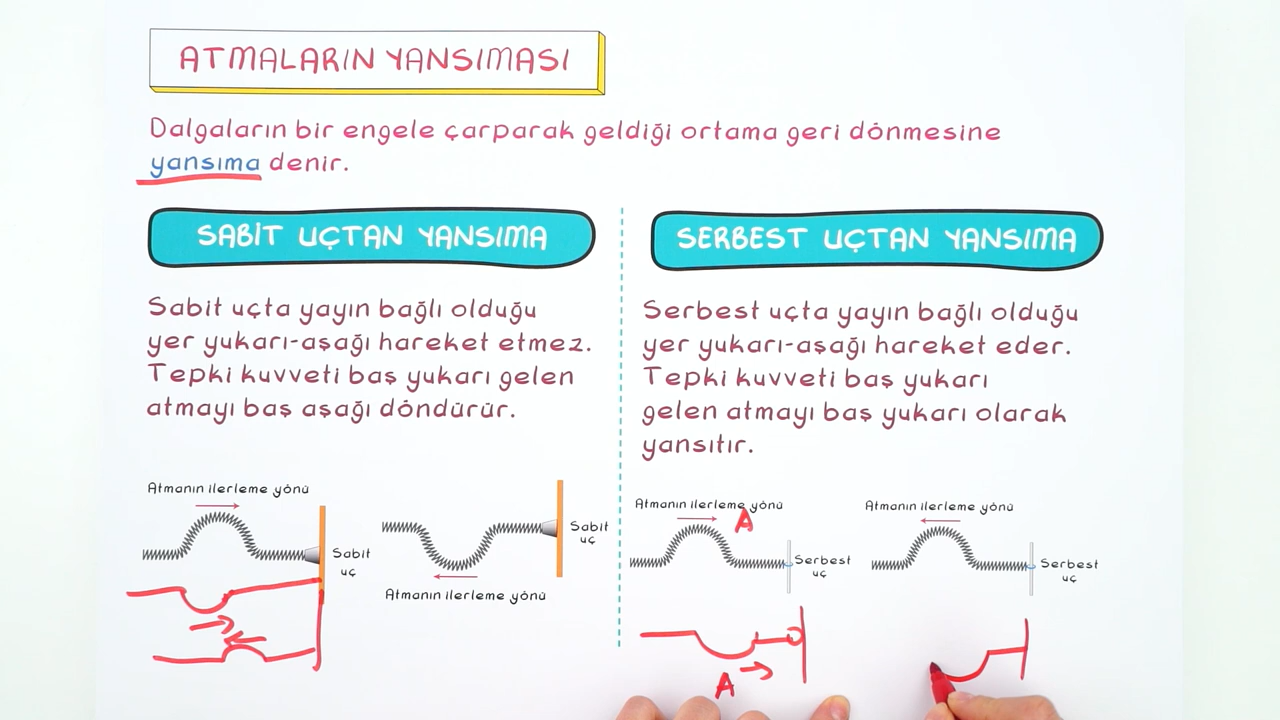 ATMALARIN YANSIMASI
Dalgaların bir engele çarparak geldiği ortama geri dönmesine
yansıma denir.
SABİT UÇTAN YANSIMA
Sabit uçta yayın bağlı olduğu
yer yukarı-aşağı hareket etmez.
Tepki kuvveti baş yukarı gelen
atmayı baş aşağı döndürür.
Atmanın ilerleme yönü
Sabit
uç
Sabit
uç
Atmanın ilerleme yönü
SERBEST UÇTAN YANSIMA
Serbest uçta yayın bağlı olduğu
yer yukarı-aşağı hareket eder.
Tepki kuvveti baş yukarı
gelen atmayı baş yukarı olarak
yansıtır.
Atmanın ilerleme yönü
A
Serbest
uç
A
Atmanın ilerleme yönü
Serbest
uç